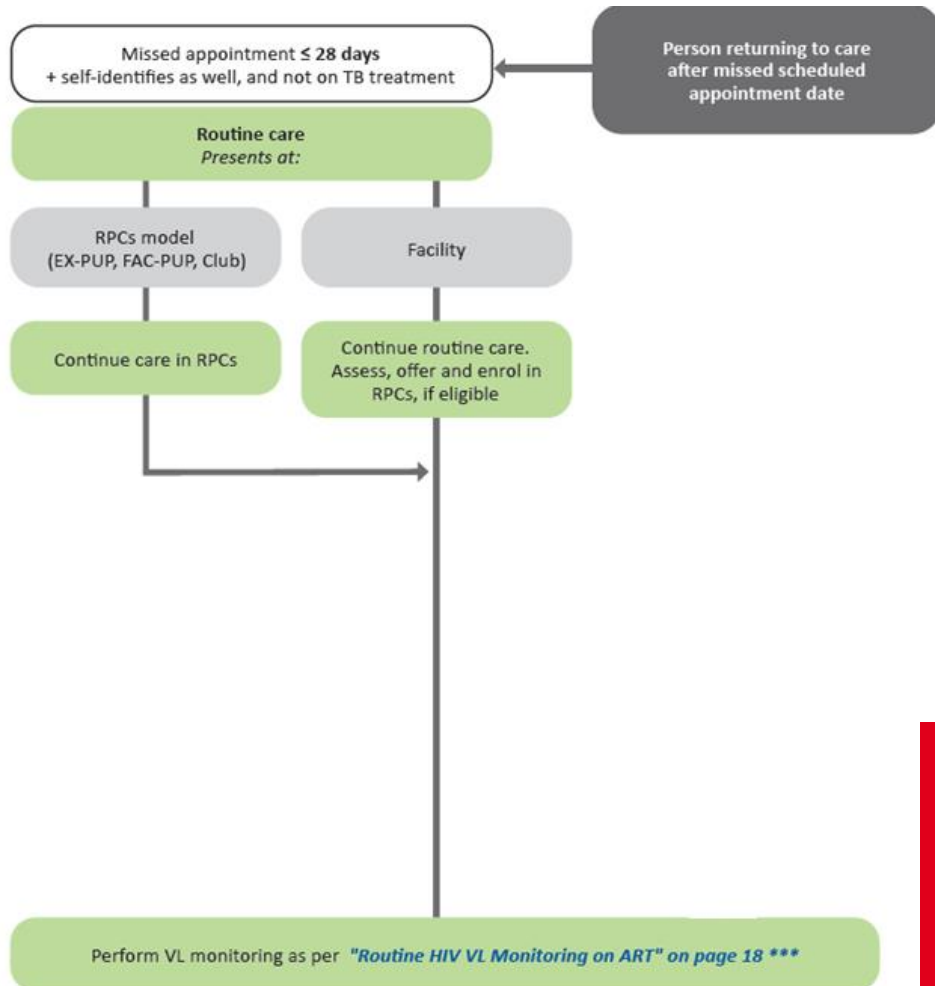 Missed appointment ≤ 28 days
+ self-identifies as well, and not on TB treatment
Person returning to care
after missed scheduled
appointment date
Routine care
Presents at:
RPCs model
(EX-PUP, FAC-PUP, Club)
Facility
Continue care in RPCs
Continue routine care.
Assess, offer and enrol in
RPCs, if eligible
Perform VL monitoring as per "Routine HIV VL Monitoring on ART" on page 18 ***